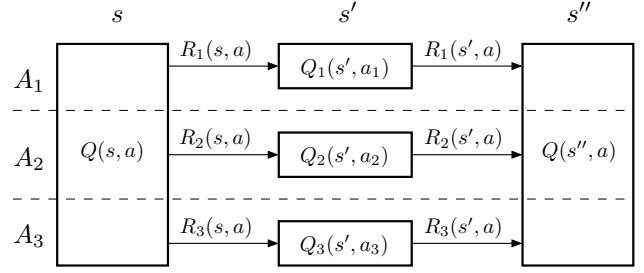 s s′ s′′
R₁(s, a) R₁(s′, a)
A₁ Q₁(s′, a₁)
R₂(s, a) R₂(s′, a)
A₂ Q(s, a) Q₂(s′, a₂) Q(s′′, a)
R₃(s, a) R₃(s′, a)
A₃ Q₃(s′, a₃)